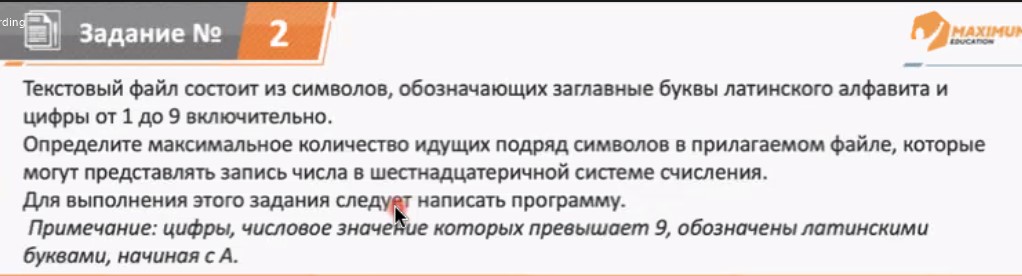 rding
Задание № 2
MAXIMUM
EDUCATION
Текстовый файл состоит из символов, обозначающих заглавные буквы латинского алфавита и
цифры от 1 до 9 включительно.
Определите максимальное количество идущих подряд символов в прилагаемом файле, которые
могут представлять запись числа в шестнадцатеричной системе счисления.
Для выполнения этого задания следует написать программу.
Примечание: цифры, числовое значение которых превышает 9, обозначены латинскими
буквами, начиная с A.